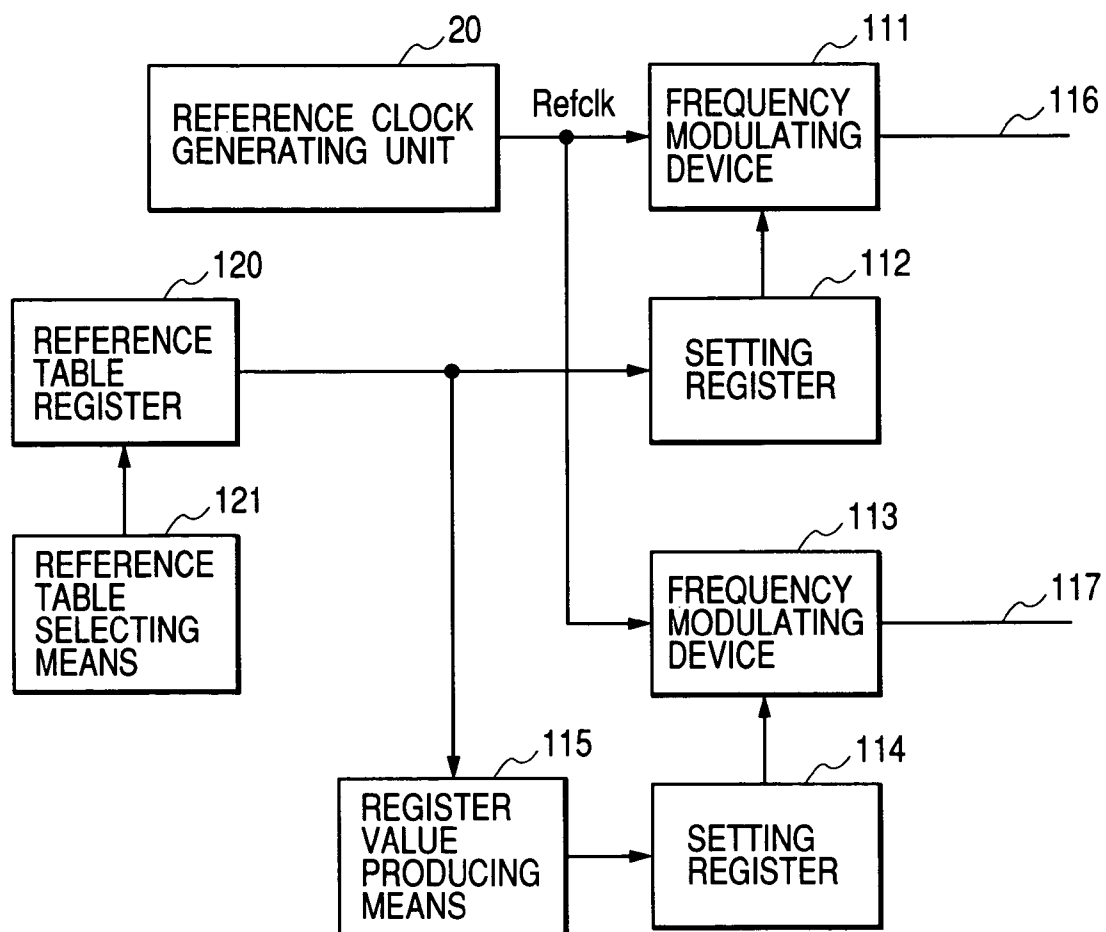 20
REFERENCE CLOCK
GENERATING UNIT
Refclk
111
FREQUENCY
MODULATING
DEVICE
116
120
REFERENCE
TABLE
REGISTER
112
SETTING
REGISTER
121
REFERENCE
TABLE
SELECTING
MEANS
113
FREQUENCY
MODULATING
DEVICE
117
115
REGISTER
VALUE
PRODUCING
MEANS
114
SETTING
REGISTER